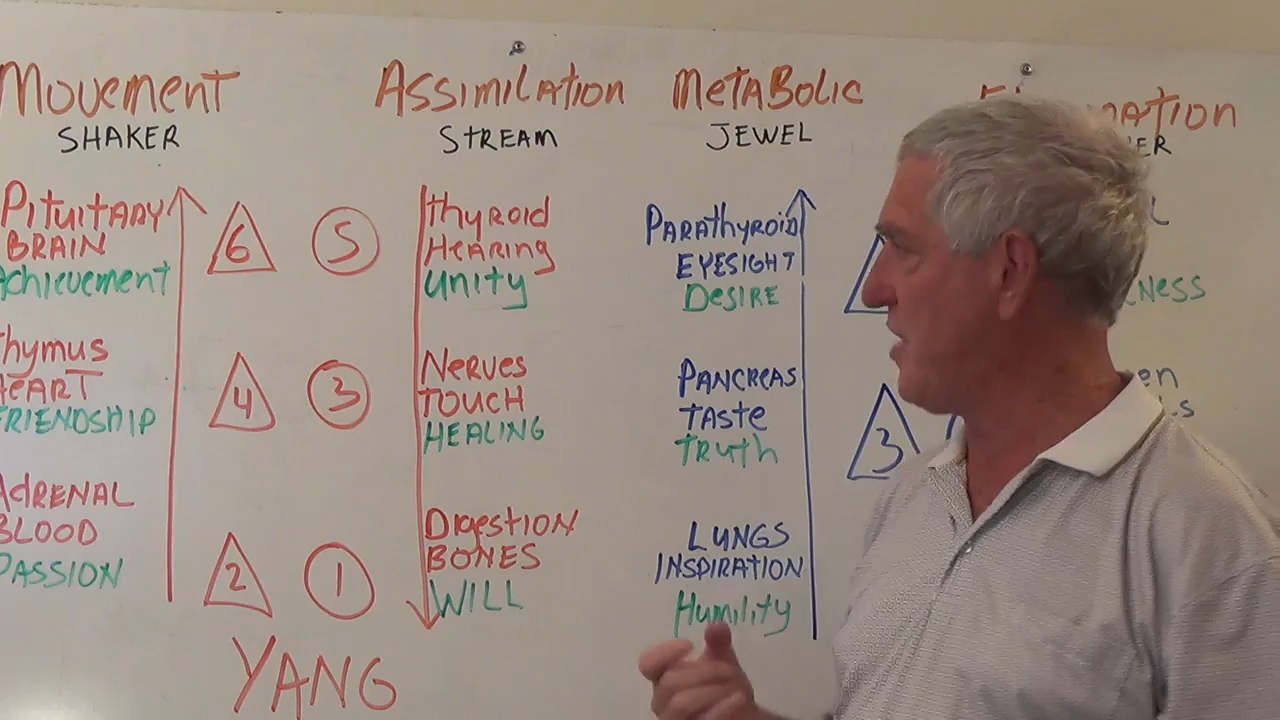 Movement
SHAKER
Pituitary
BRAIN
Achievement
Thymus
HEART
FRIENDSHIP
AdRENAL
BLOOD
PASSION
6
5
4
3
2
1
YANG
Assimilation
STREAM
Thyroid
HEARING
Unity
NERVES
TOUCH
HEALING
Digestion
BONES
WILL
Metabolic
JEWEL
PARAthyroid
EYESIGHT
Desire
PANCREAS
TASTE
Truth
LUNGS
INSPIRATION
Humility
3